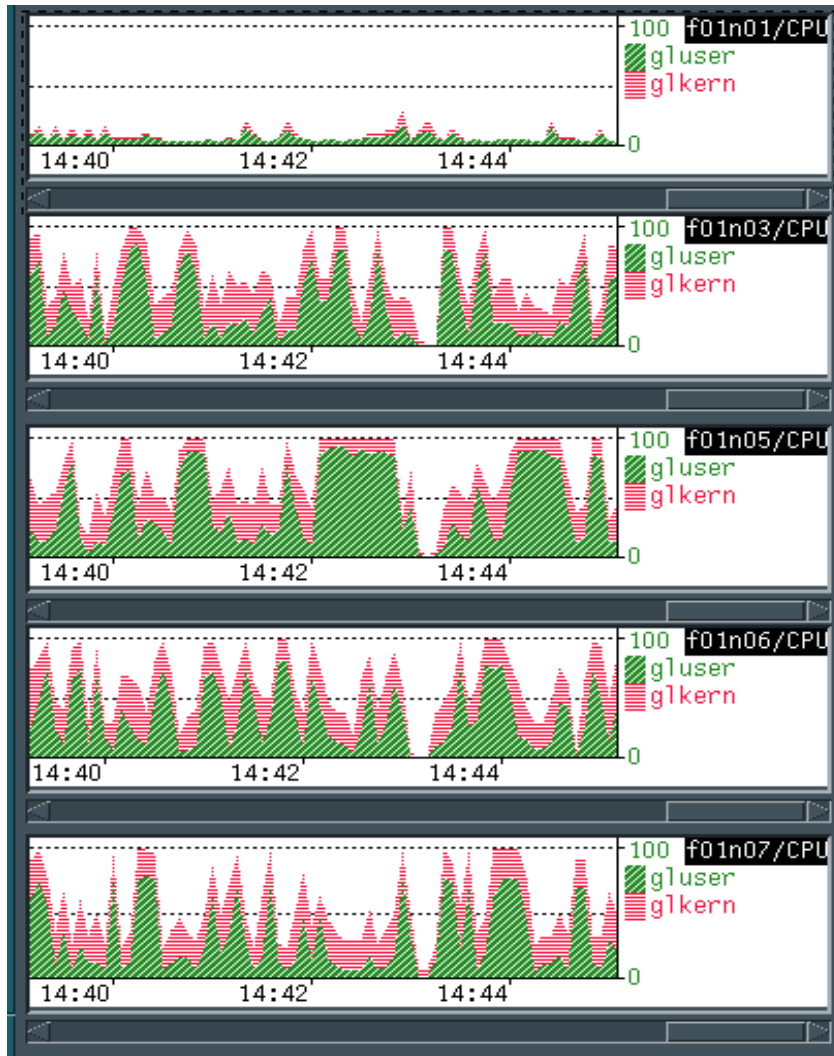 100 f01n01/CPU
gluser
glkern
0
14:40 14:42 14:44
100 f01n03/CPU
gluser
glkern
0
14:40 14:42 14:44
100 f01n05/CPU
gluser
glkern
0
14:40 14:42 14:44
100 f01n06/CPU
gluser
glkern
0
14:40 14:42 14:44
100 f01n07/CPU
gluser
glkern
0
14:40 14:42 14:44